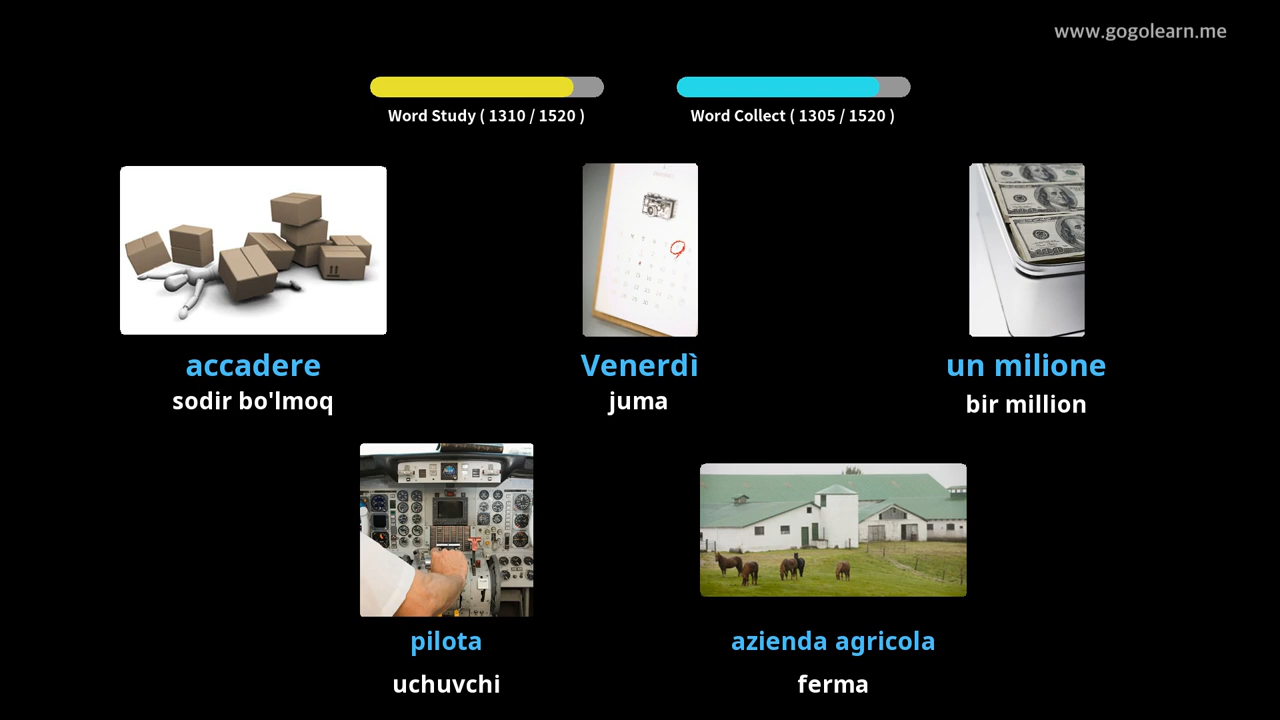 www.gogolearn.me
Word Study ( 1310 / 1520 )
Word Collect ( 1305 / 1520 )
accadere
sodir bo'lmoq
Venerdì
juma
un milione
bir million
pilota
uchuvchi
azienda agricola
ferma